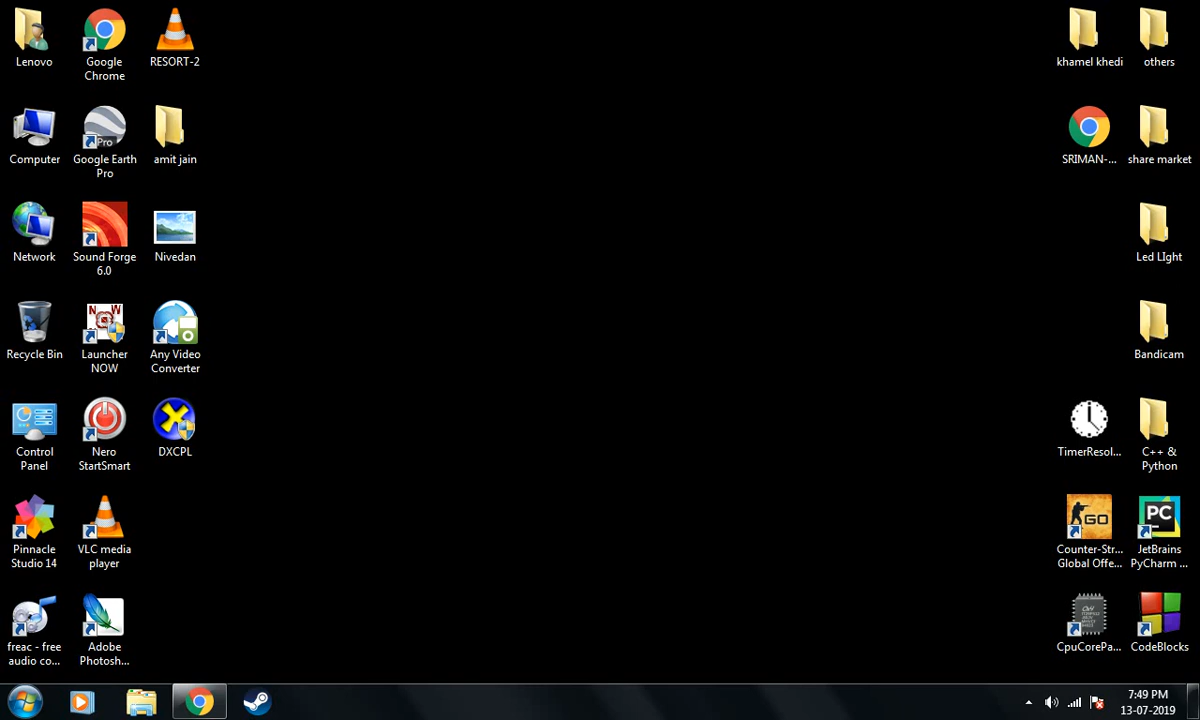 Lenovo
Google
Chrome
RESORT-2
Computer
Google Earth
Pro
amit jain
Network
Sound Forge
6.0
Nivedan
Recycle Bin
Launcher
NOW
Any Video
Converter
Control
Panel
Nero
StartSmart
DXCPL
Pinnacle
Studio 14
VLC media
player
freac - free
audio co...
Adobe
Photosh...
khamel khedi
others
SRIMAN-...
share market
Led LIght
Bandicam
TimerResol...
C++ &
Python
GO
Counter-Str...
Global Offe...
PC
JetBrains
PyCharm ...
CpuCorePa...
CodeBlocks
Pro
N W
7:49 PM
13-07-2019